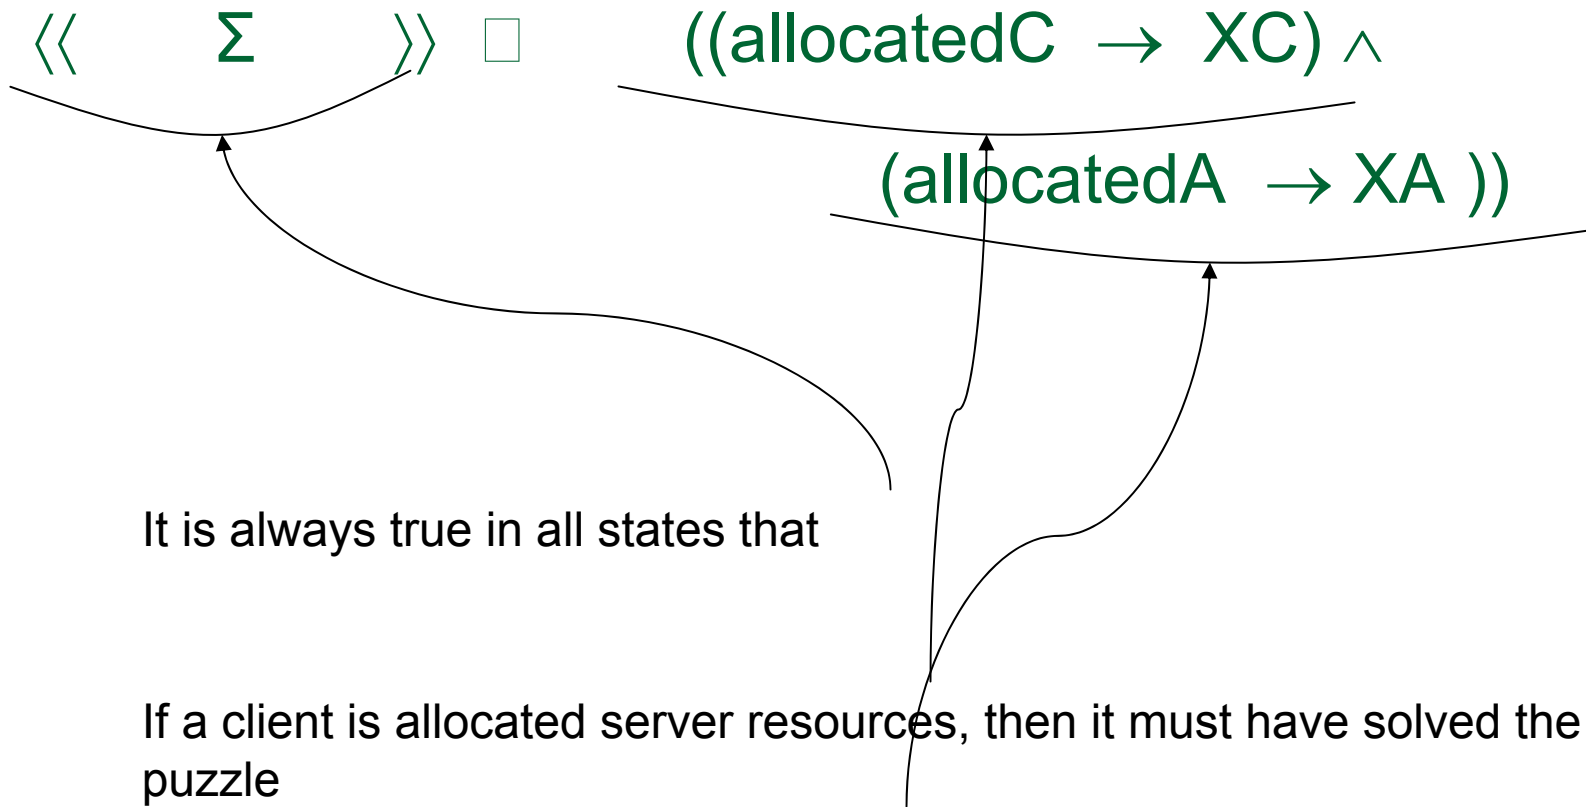 ⟨⟨ Σ ⟩⟩ □ ((allocatedC → XC) ∧
(allocatedA → XA ))
It is always true in all states that
If a client is allocated server resources, then it must have solved the
puzzle